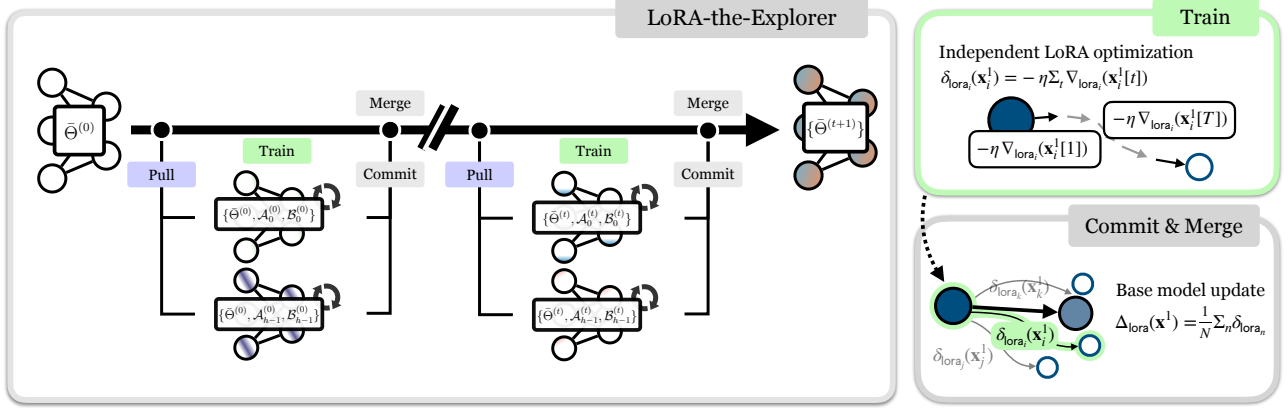 LoRA-the-Explorer
Θ̄^(0)
Pull
Train
Merge
Commit
{Θ̄^(0), 𝒜_0^(0), ℬ_0^(0)}
{Θ̄^(0), 𝒜_{h−1}^(0), ℬ_{h−1}^(0)}
Pull
Train
Merge
Commit
{Θ̄^(t), 𝒜_0^(t), ℬ_0^(t)}
{Θ̄^(t), 𝒜_{h−1}^(t), ℬ_{h−1}^(t)}
{Θ̄^(t+1)}
Train
Independent LoRA optimization
δ_{lora_i}(𝐱_i^1) = − ηΣ_t ∇_{lora_i}(𝐱_i^1[t])
−η ∇_{lora_i}(𝐱_i^1[T])
−η ∇_{lora_i}(𝐱_i^1[1])
Commit & Merge
δ_{lora_k}(𝐱_k^1)
δ_{lora_i}(𝐱_i^1)
δ_{lora_j}(𝐱_j^1)
Base model update
Δ_{lora}(𝐱^1) = 1/N Σ_n δ_{lora_n}